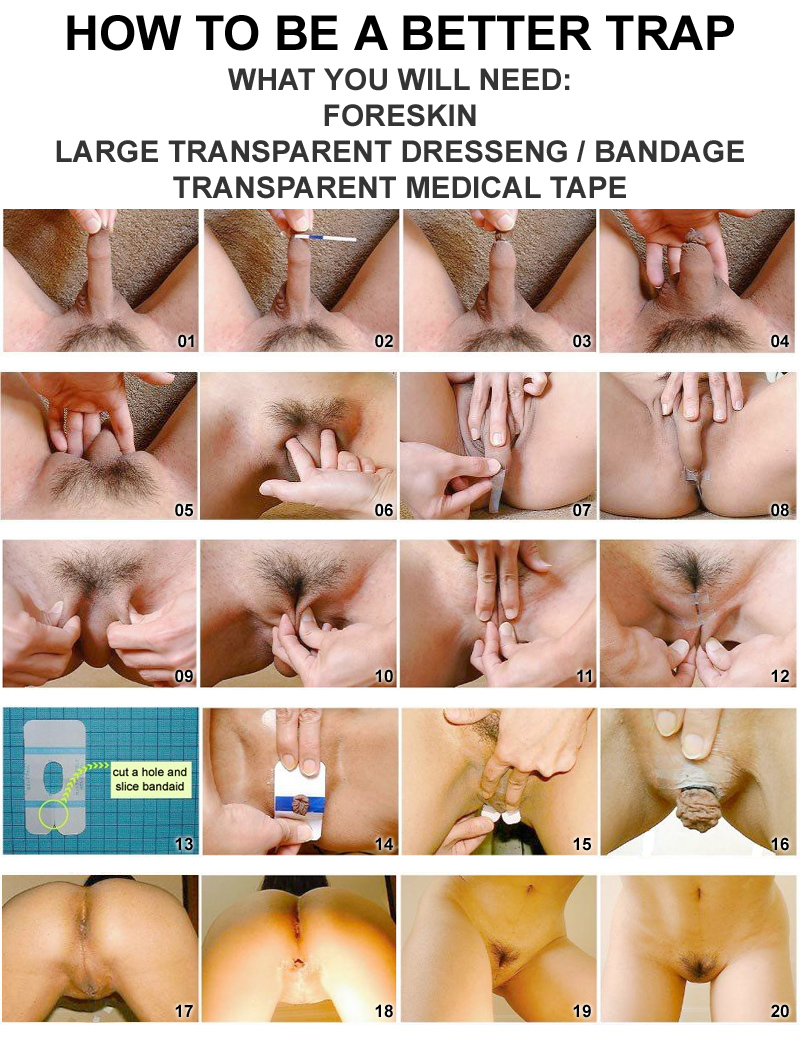 HOW TO BE A BETTER TRAP
WHAT YOU WILL NEED:
FORESKIN
LARGE TRANSPARENT DRESSENG / BANDAGE
TRANSPARENT MEDICAL TAPE
01
02
03
04
05
06
07
08
09
10
11
12
cut a hole and
slice bandaid
13
14
15
16
17
18
19
20